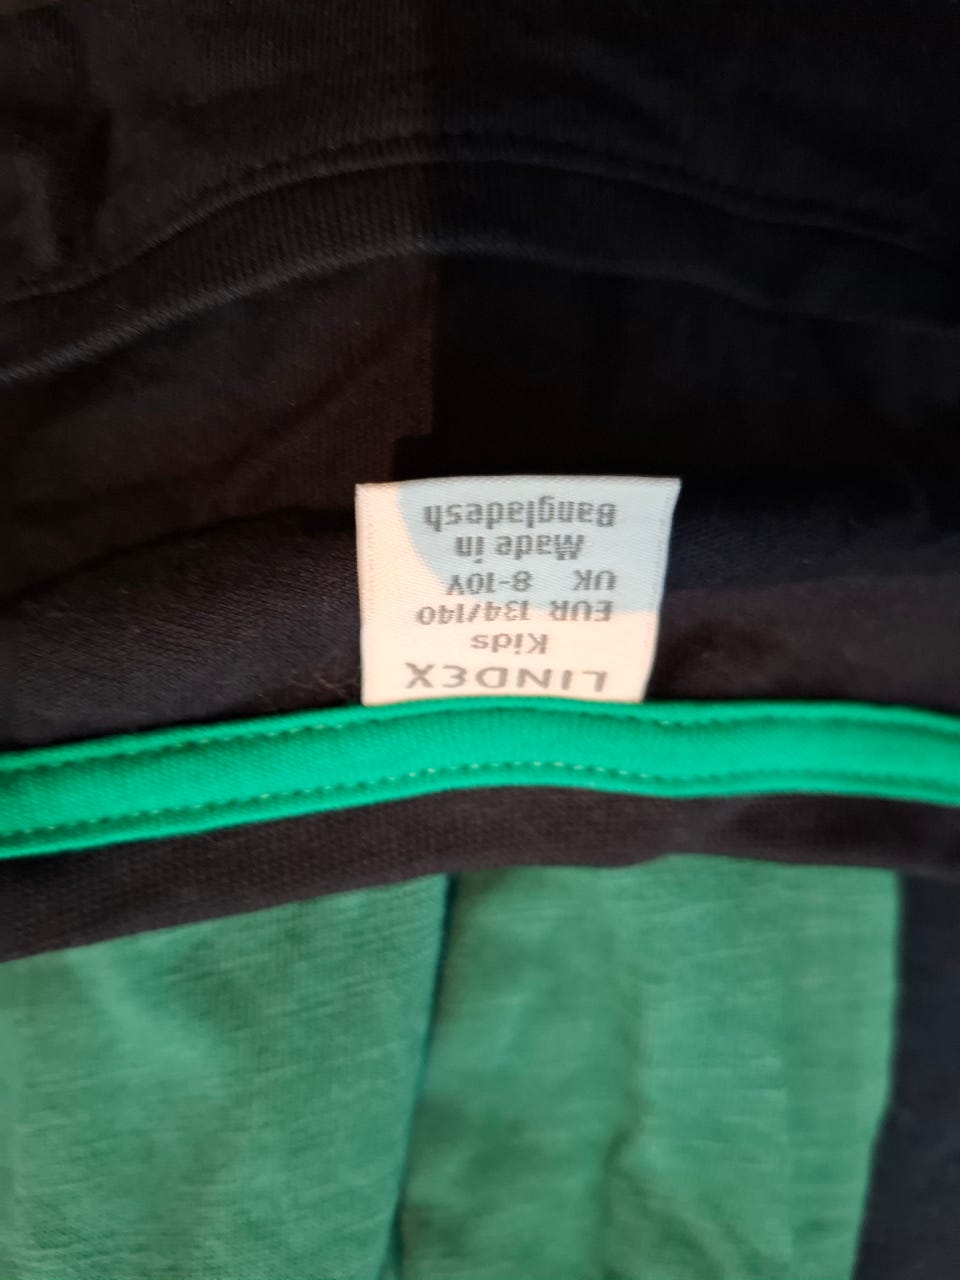 LINDEX
Kids
EUR 134/140
UK 8-10Y
Made in
Bangladesh